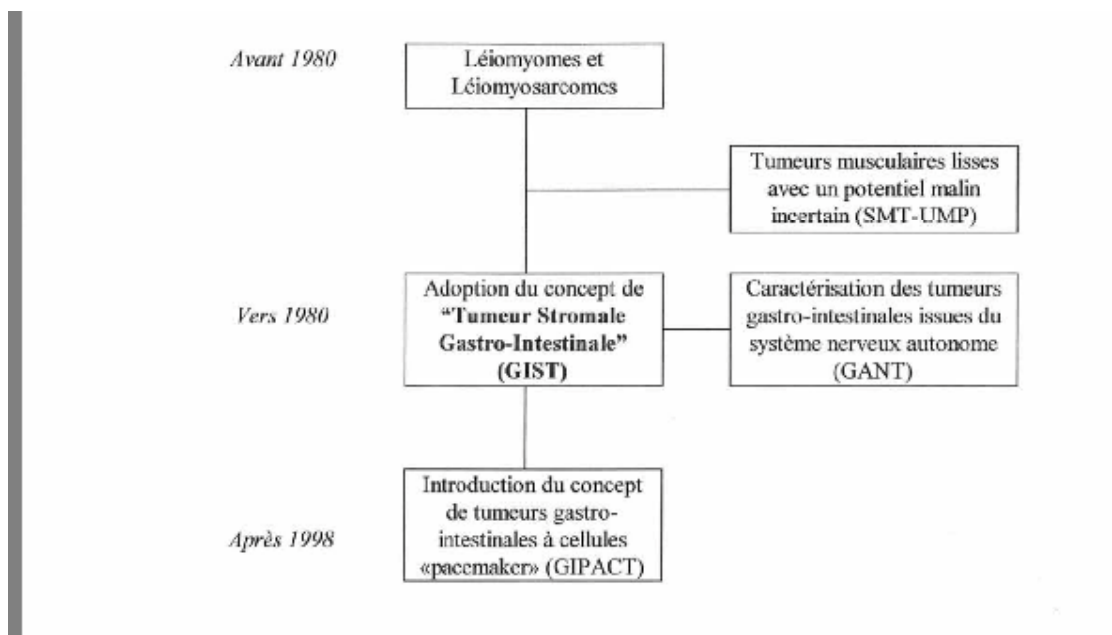 Avant 1980
Léiomyomes et
Léiomyosarcomes
Tumeurs musculaires lisses
avec un potentiel malin
incertain (SMT-UMP)
Vers 1980
Adoption du concept de
“Tumeur Stromale
Gastro-Intestinale”
(GIST)
Caractérisation des tumeurs
gastro-intestinales issues du
système nerveux autonome
(GANT)
Après 1998
Introduction du concept
de tumeurs gastro-
intestinales à cellules
«pacemaker» (GIPACT)